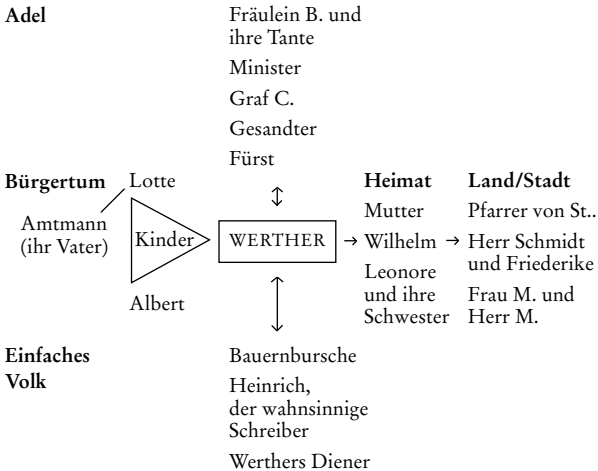 Adel
Fräulein B. und
ihre Tante
Minister
Graf C.
Gesandter
Fürst
Bürgertum
Lotte
Amtmann
(ihr Vater)
Kinder
Albert
WERTHER
Heimat
Mutter
Wilhelm
Leonore
und ihre
Schwester
Land/Stadt
Pfarrer von St..
Herr Schmidt
und Friederike
Frau M. und
Herr M.
Einfaches
Volk
Bauernbursche
Heinrich,
der wahnsinnige
Schreiber
Werthers Diener